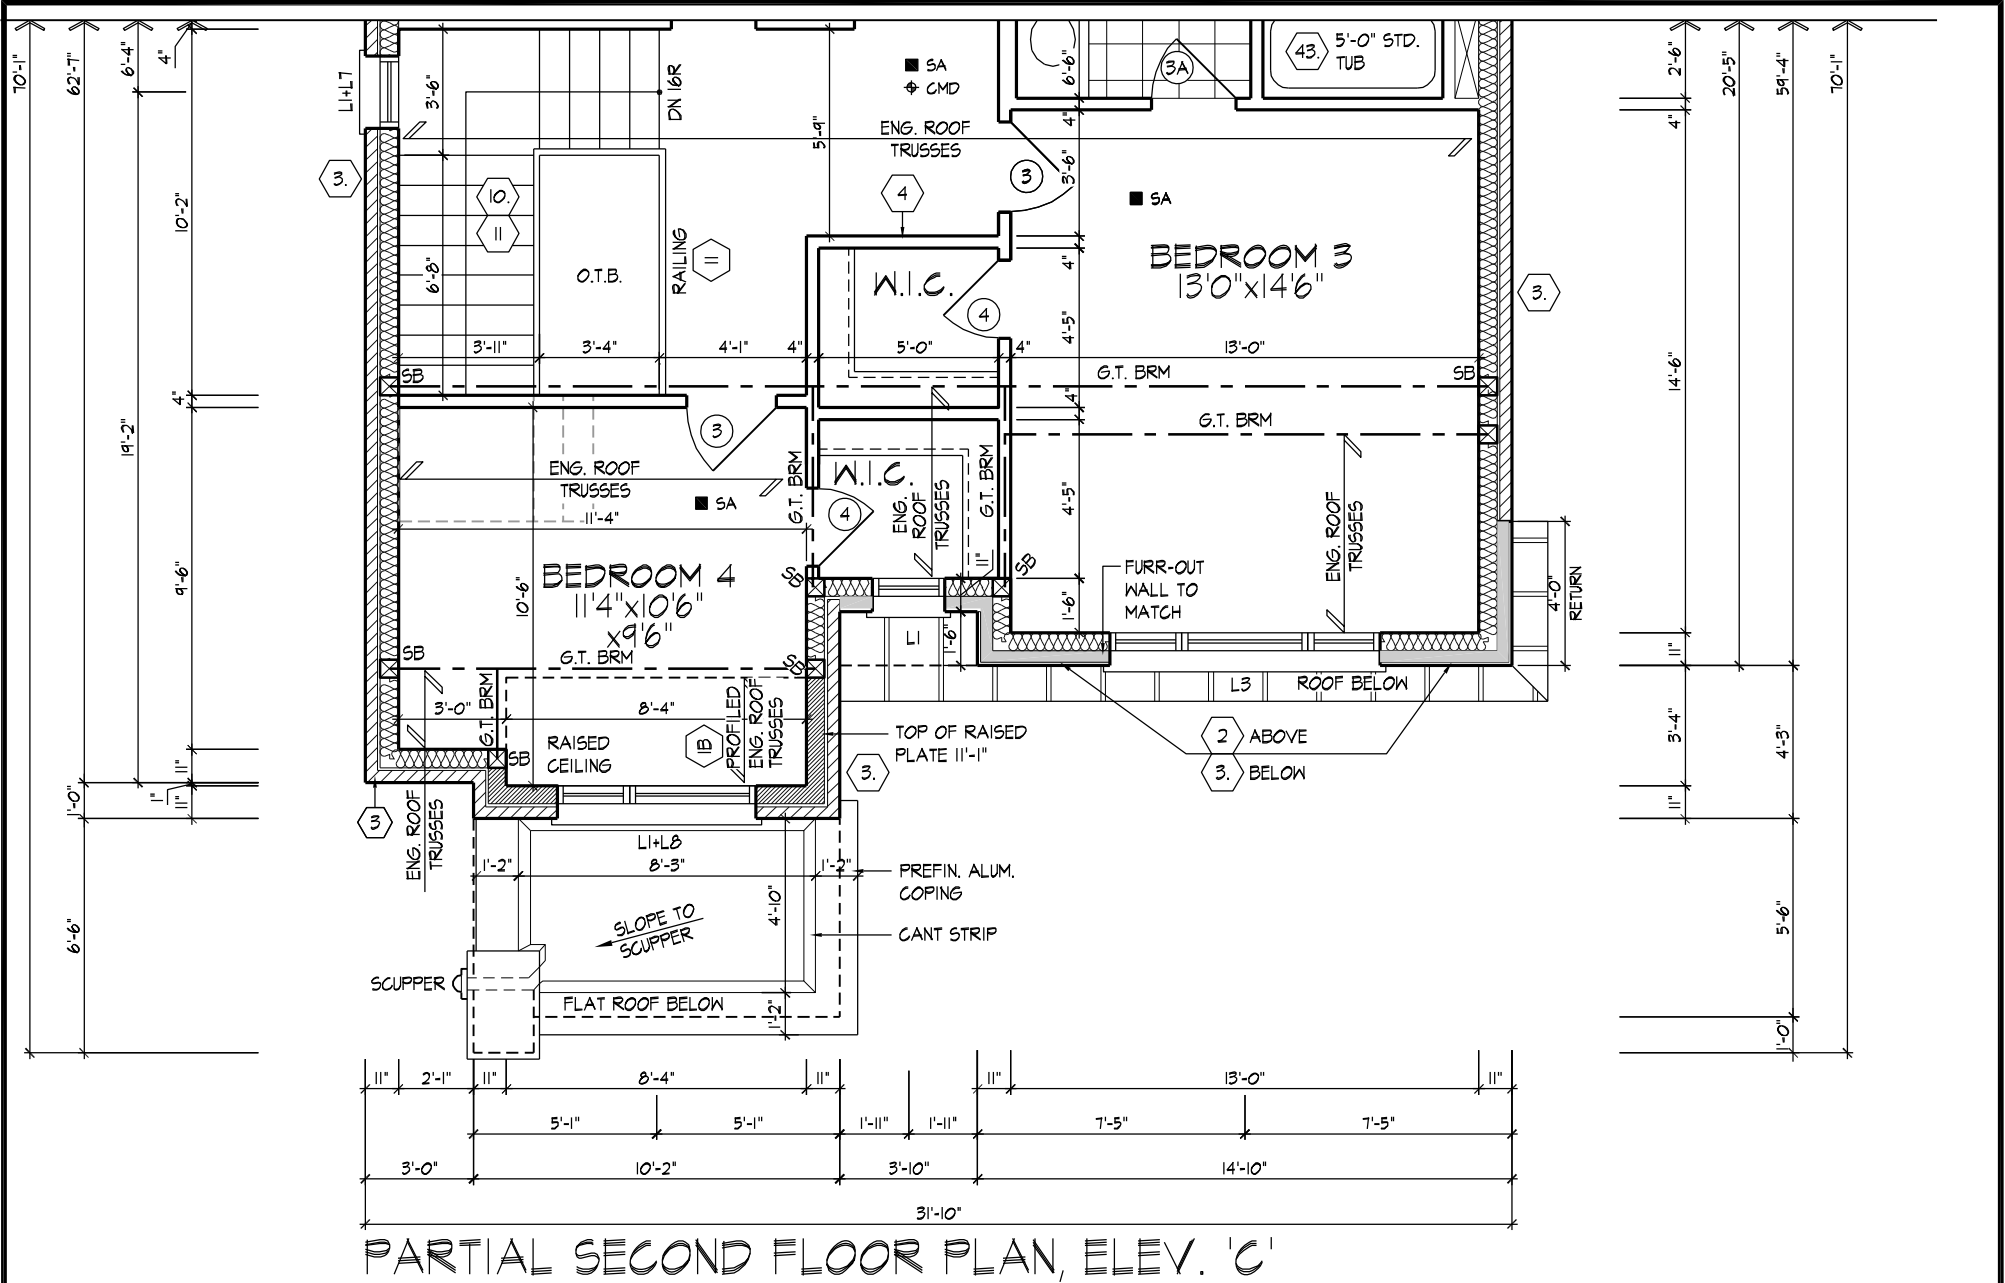 70'-1"
62'-7"
6'-4"
4"
L1+L7
3'-6"
DN 16R
SA
CMD
5'-9"
ENG. ROOF
TRUSSES
6'-6"
3A
43.
5'-0" STD.
TUB
2'-6"
20'-5"
59'-4"
70'-1"
4"
4"
3.
10.
11
4
3
3'-6"
SA
10'-2"
6'-8"
O.T.B.
RAILING
11
W.I.C.
4"
4
BEDROOM 3
13'0"x14'6"
3.
3'-11"
3'-4"
4'-1"
4"
5'-0"
4"
4'-5"
13'-0"
SB
G.T. BRM
SB
14'-6"
4"
4"
19'-2"
3
G.T. BRM
ENG. ROOF
TRUSSES
SA
11'-4"
G.T. BRM
W.I.C.
4
ENG.
ROOF
TRUSSES
G.T. BRM
4'-5"
ENG. ROOF
TRUSSES
9'-6"
10'-6"
BEDROOM 4
11'4"x10'6"
x9'6"
SB
11"
SB
FURR-OUT
WALL TO
MATCH
1'-6"
4'-0"
RETURN
L1
1'-6"
SB
G.T. BRM
SB
11"
L3
ROOF BELOW
3'-0"
G.T. BRM
8'-4"
RAISED
CEILING
1B
PROFILED
ENG. ROOF
TRUSSES
SB
TOP OF RAISED
PLATE 11'-1"
3.
2
ABOVE
3.
BELOW
3'-4"
4'-3"
11"
1"
11"
1'-0"
11"
3
ENG. ROOF
TRUSSES
L1+L8
1'-2"
8'-3"
1'-2"
PREFIN. ALUM.
COPING
4'-10"
SLOPE TO
SCUPPER
CANT STRIP
6'-6"
5'-6"
SCUPPER
FLAT ROOF BELOW
1'-2"
1'-0"
11"
2'-1"
11"
8'-4"
11"
11"
13'-0"
11"
5'-1"
5'-1"
1'-11"
1'-11"
7'-5"
7'-5"
3'-0"
10'-2"
3'-10"
14'-10"
31'-10"
PARTIAL SECOND FLOOR PLAN, ELEV. 'C'